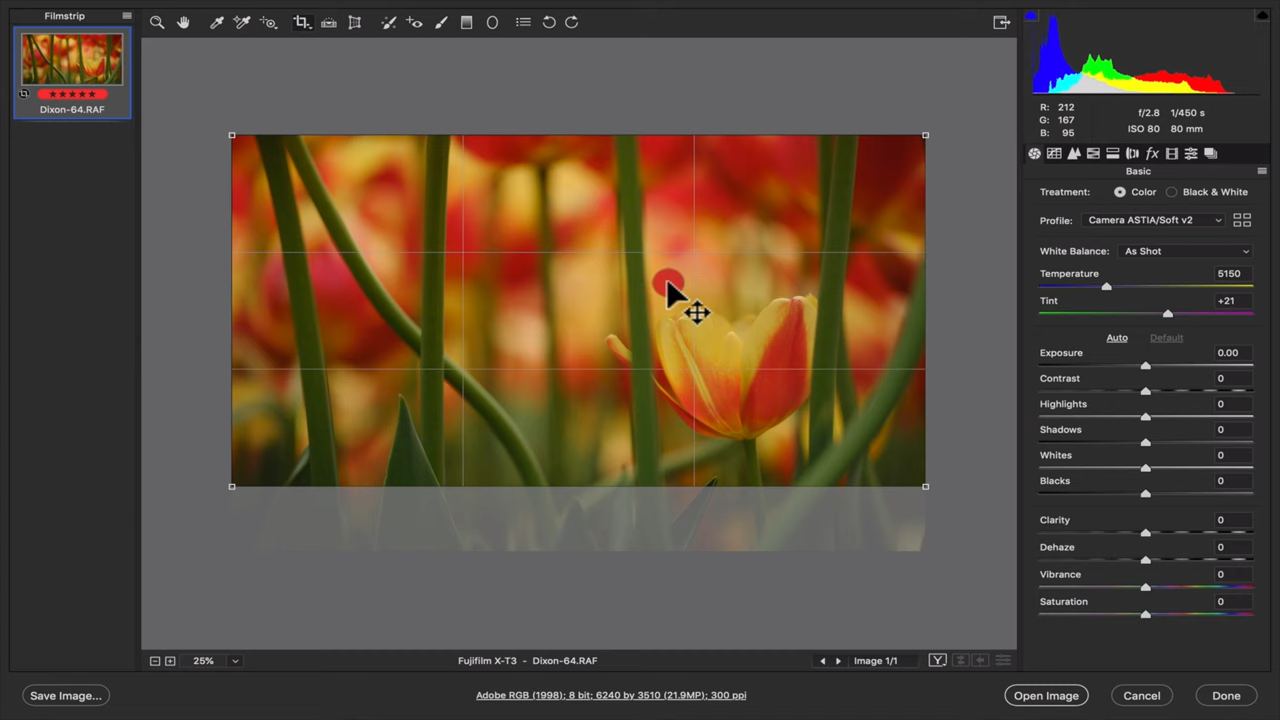 Filmstrip
★★★★★
Dixon-64.RAF
R: 212
G: 167
B: 95
f/2.8 1/450 s
ISO 80 80 mm
fx
Basic
Treatment: Color Black & White
Profile: Camera ASTIA/Soft v2
White Balance: As Shot
Temperature 5150
Tint +21
Auto Default
Exposure 0.00
Contrast 0
Highlights 0
Shadows 0
Whites 0
Blacks 0
Clarity 0
Dehaze 0
Vibrance 0
Saturation 0
25%
Fujifilm X-T3 - Dixon-64.RAF
Image 1/1
Y
Save Image...
Adobe RGB (1998); 8 bit; 6240 by 3510 (21.9MP); 300 ppi
Open Image
Cancel
Done